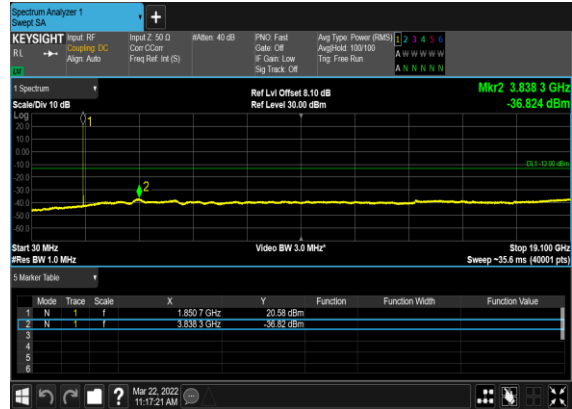 Spectrum Analyzer 1
Swept SA
+
KEYSIGHT Input: RF Input Z: 50 Ω #Atten: 40 dB PNO: Fast Avg Type: Power (RMS) 1 2 3 4 5 6
RL Coupling: DC Corr CCorr Gate: Off Avg|Hold: 100/100 A W W W W W
Align: Auto Freq Ref: Int (S) IF Gain: Low Trig: Free Run
LW Sig Track: Off A N N N N N
1 Spectrum Ref Lvl Offset 8.10 dB Mkr2 3.838 3 GHz
Scale/Div 10 dB Ref Level 30.00 dBm -36.824 dBm
Log
1
20.0
10.0
0.00
-10.0
DL1 -13.00 dBm
-20.0
-30.0
2
-40.0
-50.0
-60.0
Start 30 MHz Video BW 3.0 MHz* Stop 19.100 GHz
#Res BW 1.0 MHz Sweep ~35.6 ms (40001 pts)
5 Marker Table
Mode Trace Scale X Y Function Function Width Function Value
1 N 1 f 1.850 7 GHz 20.58 dBm
2 N 1 f 3.838 3 GHz -36.82 dBm
3
4
5
6
? Mar 22, 2022
11:17:21 AM